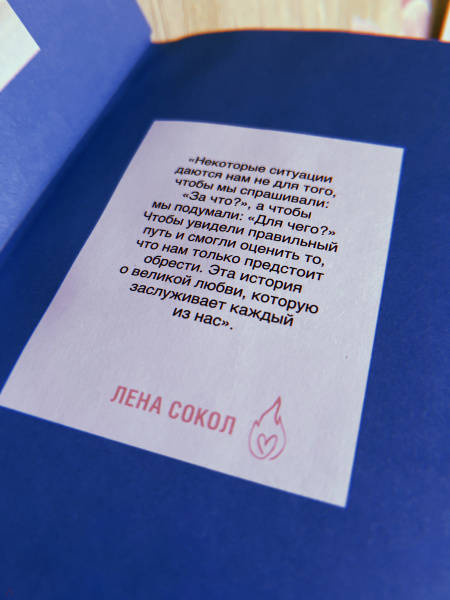 «Некоторые ситуации
даются нам не для того,
чтобы мы спрашивали:
«За что?», а чтобы
мы подумали: «Для чего?»
Чтобы увидели правильный
путь и смогли оценить то,
что нам только предстоит
обрести. Эта история
о великой любви, которую
заслуживает каждый
из нас».
ЛЕНА СОКОЛ